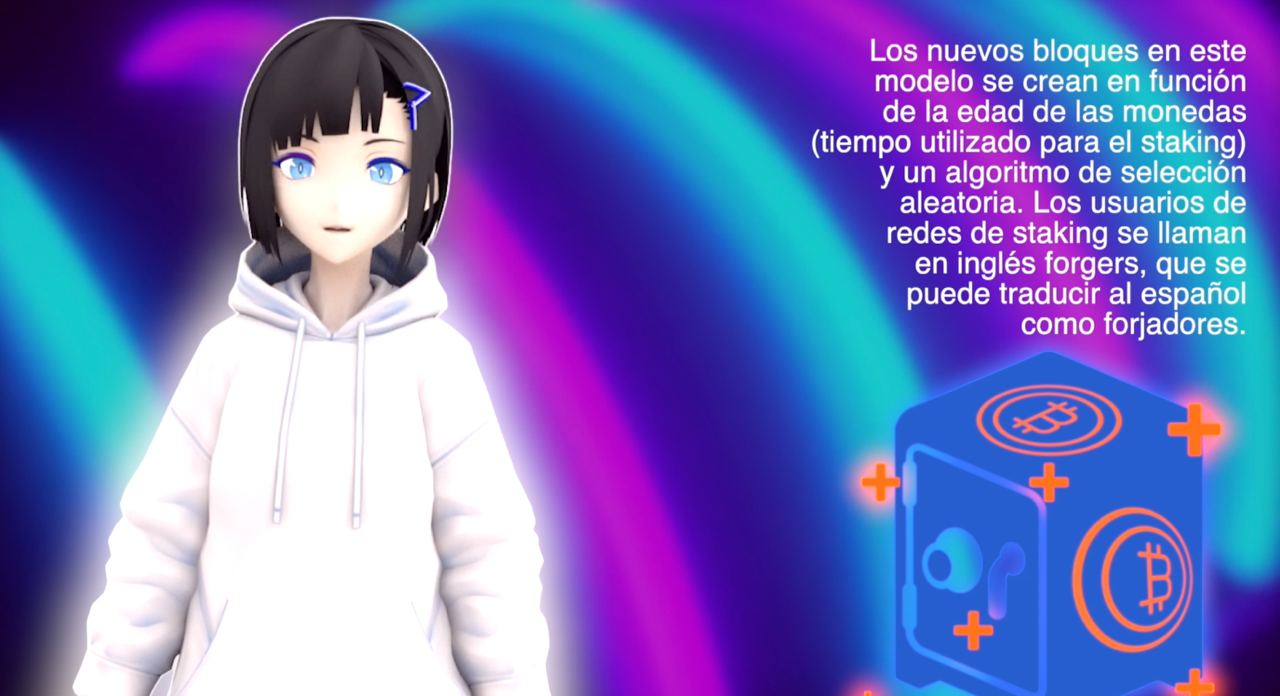 Los nuevos bloques en este
modelo se crean en función
de la edad de las monedas
(tiempo utilizado para el staking)
y un algoritmo de selección
aleatoria. Los usuarios de
redes de staking se llaman
en inglés forgers, que se
puede traducir al español
como forjadores.